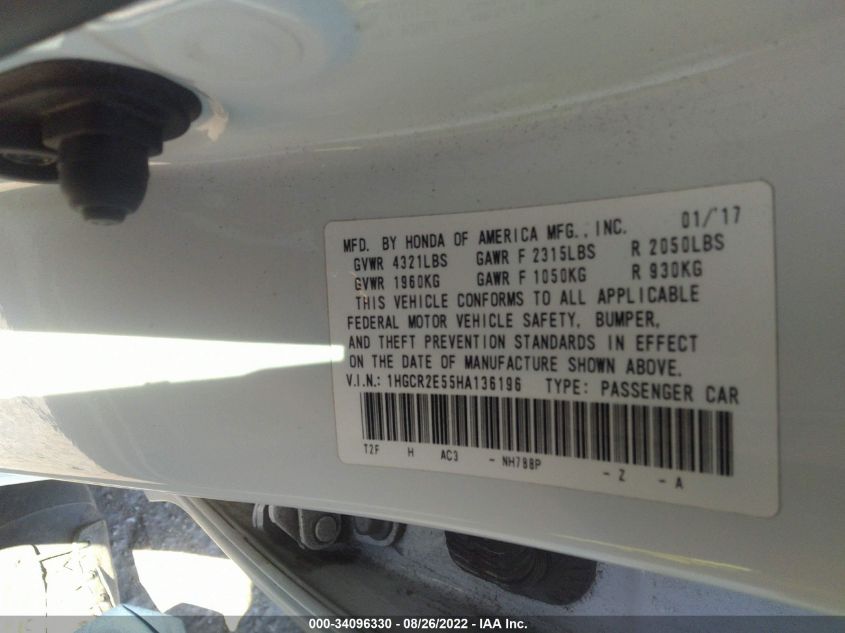 MFD. BY HONDA OF AMERICA MFG., INC. 01/'17
GVWR 4321LBS GAWR F 2315LBS R 2050LBS
GVWR 1960KG GAWR F 1050KG R 930KG
THIS VEHICLE CONFORMS TO ALL APPLICABLE
FEDERAL MOTOR VEHICLE SAFETY, BUMPER,
AND THEFT PREVENTION STANDARDS IN EFFECT
ON THE DATE OF MANUFACTURE SHOWN ABOVE.
V.I.N.: 1HGCR2E55HA136196 TYPE: PASSENGER CAR
T2F H AC3 - NH788P - Z - A
000-34096330 - 08/26/2022 - IAA Inc.